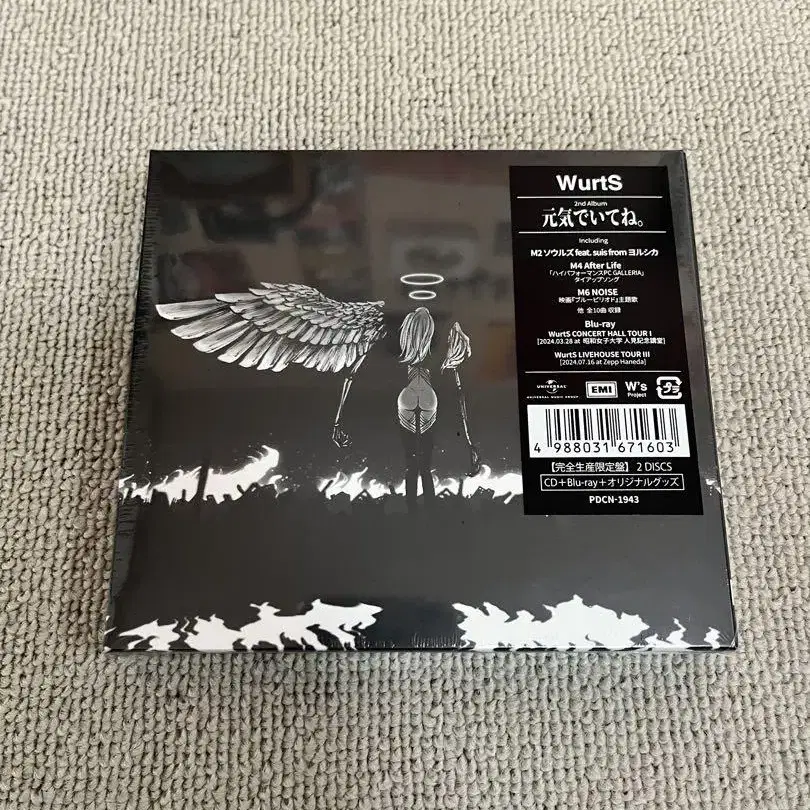 WurtS
2nd Album
元気でいてね。
Including
M2 ソウルズ feat. suis from ヨルシカ
M4 After Life
「ハイパフォーマンスPC GALLERIA」
タイアップソング
M6 NOISE
映画『ブルーピリオド』主題歌
他 全10曲 収録
Blu-ray
WurtS CONCERT HALL TOUR I
[2024.03.28 at 昭和女子大学 人見記念講堂]
WurtS LIVEHOUSE TOUR III
[2024.07.16 at Zepp Haneda]
UNIVERSAL
UNIVERSAL MUSIC GROUP
EMI
W's
Project
プラ
4 988031 671603
【完全生産限定盤】 2 DISCS
CD+Blu-ray+オリジナルグッズ
PDCN-1943